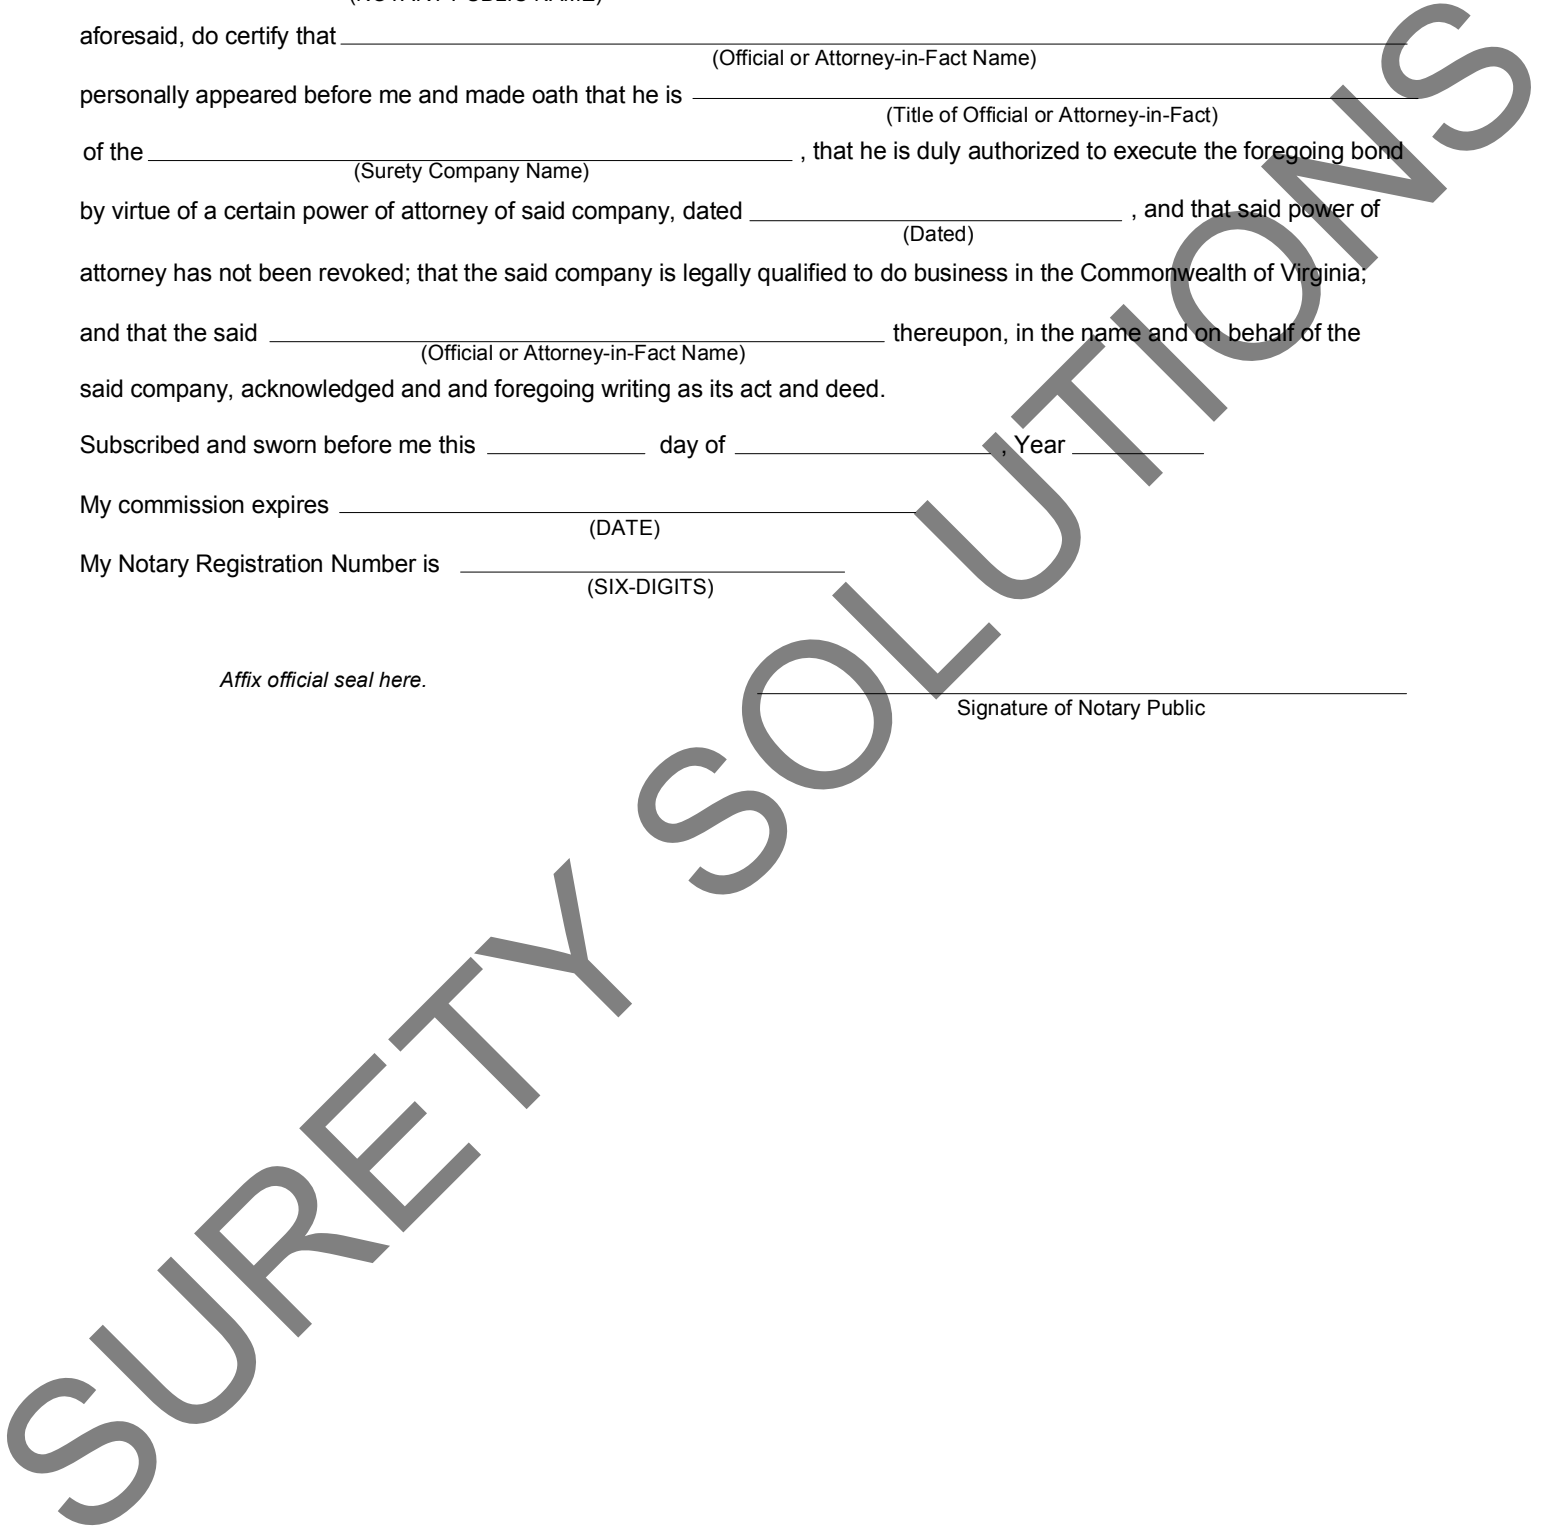 (NOTARY PUBLIC NAME)
aforesaid, do certify that
(Official or Attorney-in-Fact Name)
personally appeared before me and made oath that he is
(Title of Official or Attorney-in-Fact)
of the , that he is duly authorized to execute the foregoing bond
(Surety Company Name)
by virtue of a certain power of attorney of said company, dated , and that said power of
(Dated)
attorney has not been revoked; that the said company is legally qualified to do business in the Commonwealth of Virginia;
and that the said thereupon, in the name and on behalf of the
(Official or Attorney-in-Fact Name)
said company, acknowledged and and foregoing writing as its act and deed.
Subscribed and sworn before me this day of , Year
My commission expires
(DATE)
My Notary Registration Number is
(SIX-DIGITS)
Affix official seal here.
Signature of Notary Public
SURETY SOLUTIONS